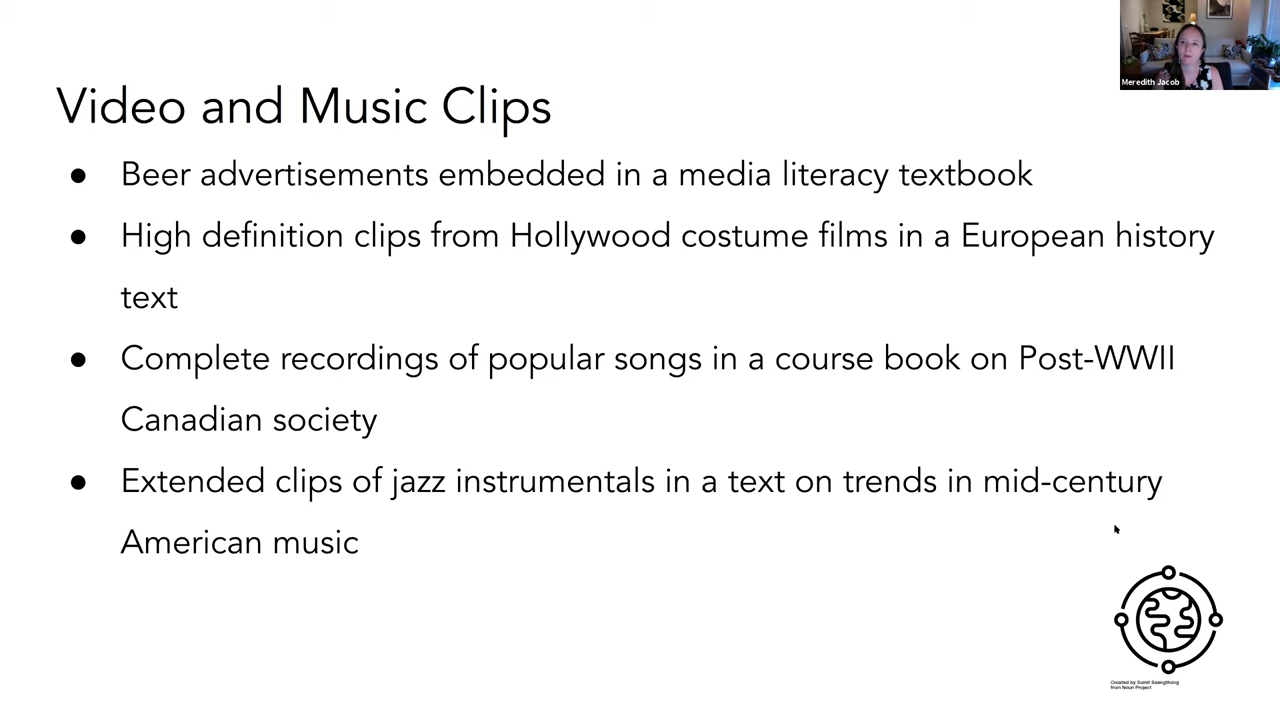 Meredith Jacob
Video and Music Clips
● Beer advertisements embedded in a media literacy textbook
● High definition clips from Hollywood costume films in a European history
text
● Complete recordings of popular songs in a course book on Post-WWII
Canadian society
● Extended clips of jazz instrumentals in a text on trends in mid-century
American music
Created by Sumit Saengthong
from Noun Project